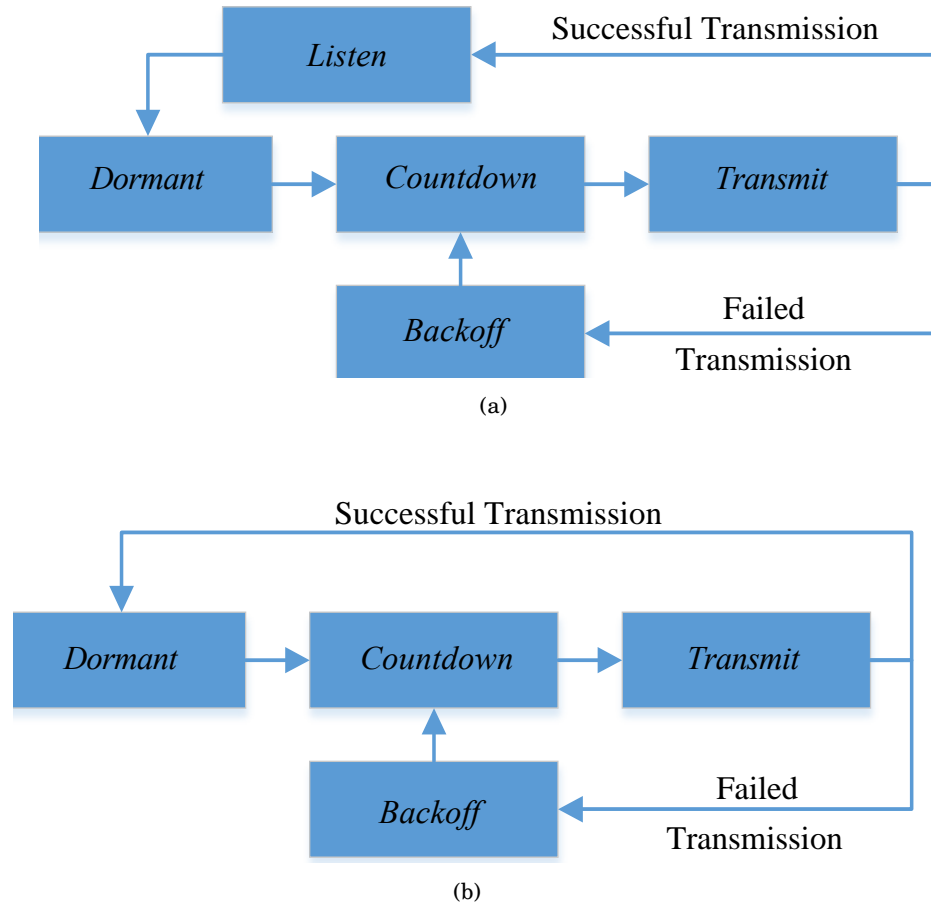 Successful Transmission
Listen
Dormant
Countdown
Transmit
Backoff
Failed
Transmission
(a)
Successful Transmission
Dormant
Countdown
Transmit
Backoff
Failed
Transmission
(b)